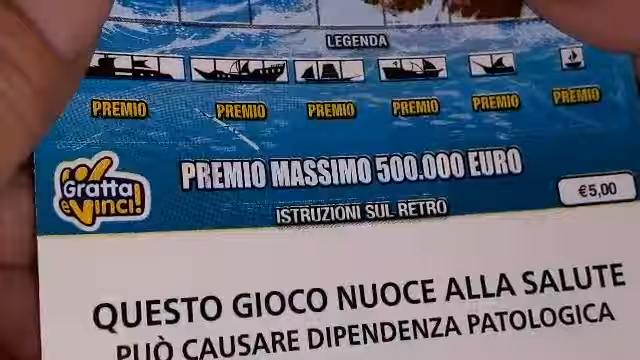 LEGENDA
PREMIO PREMIO PREMIO PREMIO PREMIO PREMIO
PREMIO MASSIMO 500.000 EURO
Gratta
e Vinci!
€5,00
ISTRUZIONI SUL RETRO
QUESTO GIOCO NUOCE ALLA SALUTE
PUÒ CAUSARE DIPENDENZA PATOLOGICA